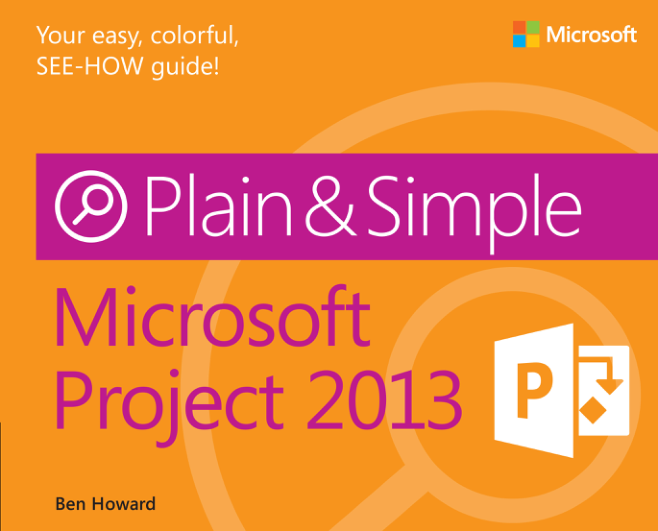 Your easy, colorful,
SEE-HOW guide!
Microsoft
Plain & Simple
Microsoft
Project 2013
P
Ben Howard